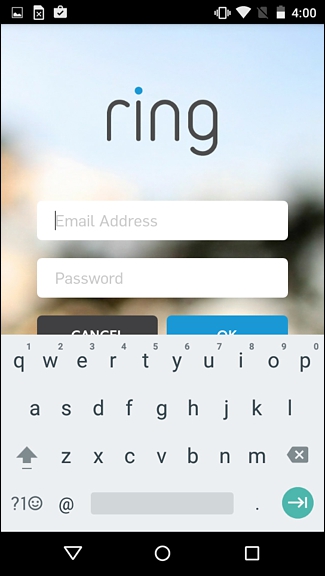 4:00
ring
Email Address
Password
CANCEL OK
1 2 3 4 5 6 7 8 9 0
q w e r t y u i o p
a s d f g h j k l
z x c v b n m
?1☺ @ .